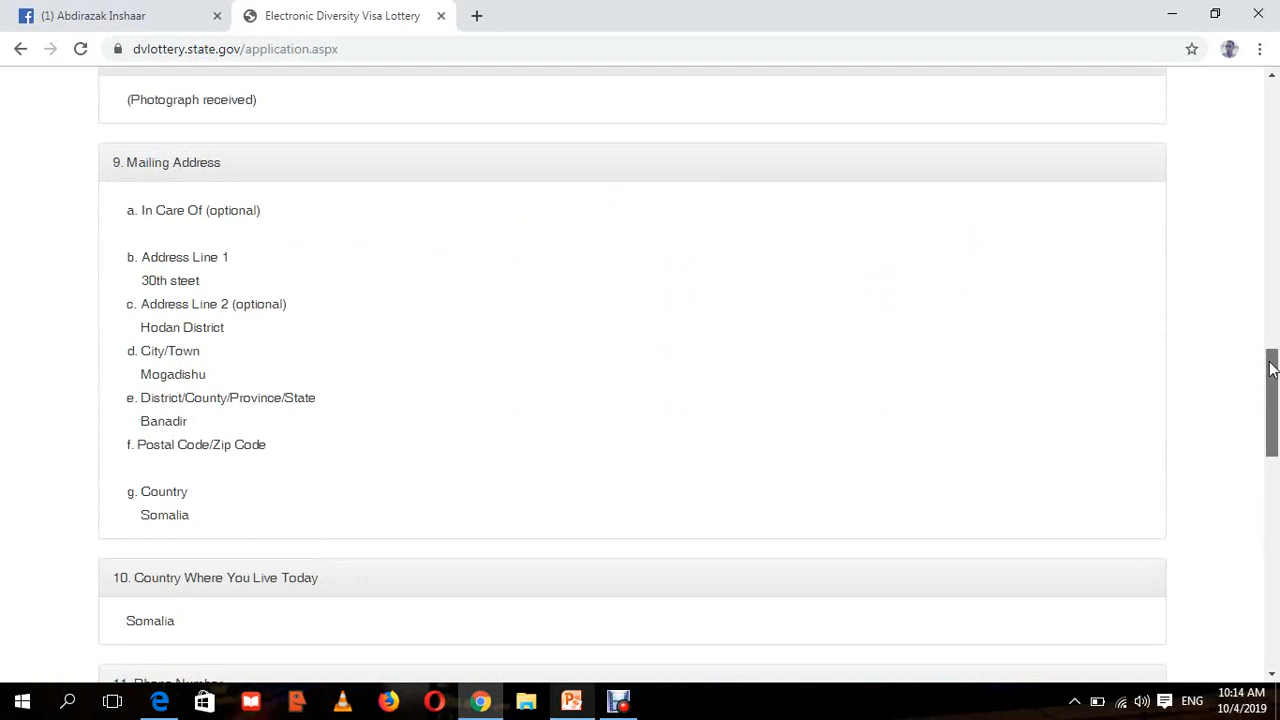 (1) Abdirazak Inshaar
Electronic Diversity Visa Lottery
dvlottery.state.gov/application.aspx
(Photograph received)
9. Mailing Address
a. In Care Of (optional)
b. Address Line 1
30th steet
c. Address Line 2 (optional)
Hodan District
d. City/Town
Mogadishu
e. District/County/Province/State
Banadir
f. Postal Code/Zip Code
g. Country
Somalia
10. Country Where You Live Today
Somalia
11. Phone Number
ENG
10:14 AM
10/4/2019